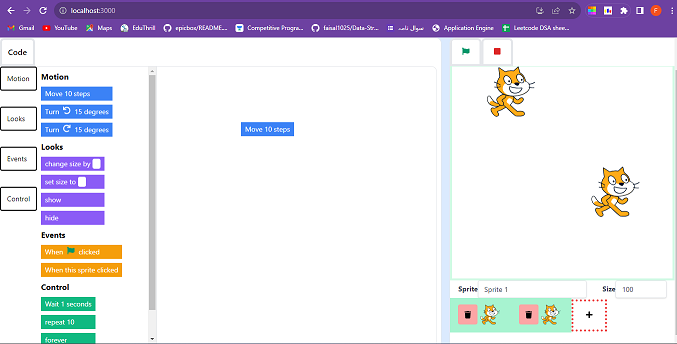 localhost:3000
Gmail
YouTube
Maps
EduThrill
epicbox/README....
Competitive Progra...
faisal1025/Data-Str...
سوال نامہ
Application Engine
Leetcode DSA shee...
F
Code
Motion
Looks
Events
Control
Motion
Move 10 steps
Turn 15 degrees
Turn 15 degrees
Looks
change size by
set size to
show
hide
Events
When clicked
When this sprite clicked
Control
Wait 1 seconds
repeat 10
forever
Move 10 steps
Sprite Sprite 1 Size 100
+